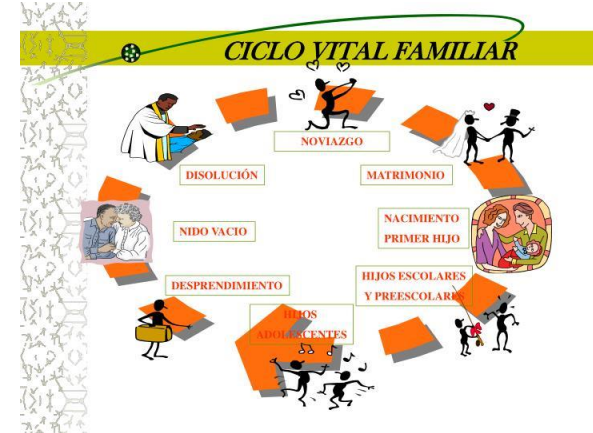 CICLO VITAL FAMILIAR
NOVIAZGO
MATRIMONIO
NACIMIENTO
PRIMER HIJO
HIJOS ESCOLARES
Y PREESCOLARES
HIJOS
ADOLESCENTES
DESPRENDIMIENTO
NIDO VACIO
DISOLUCIÓN